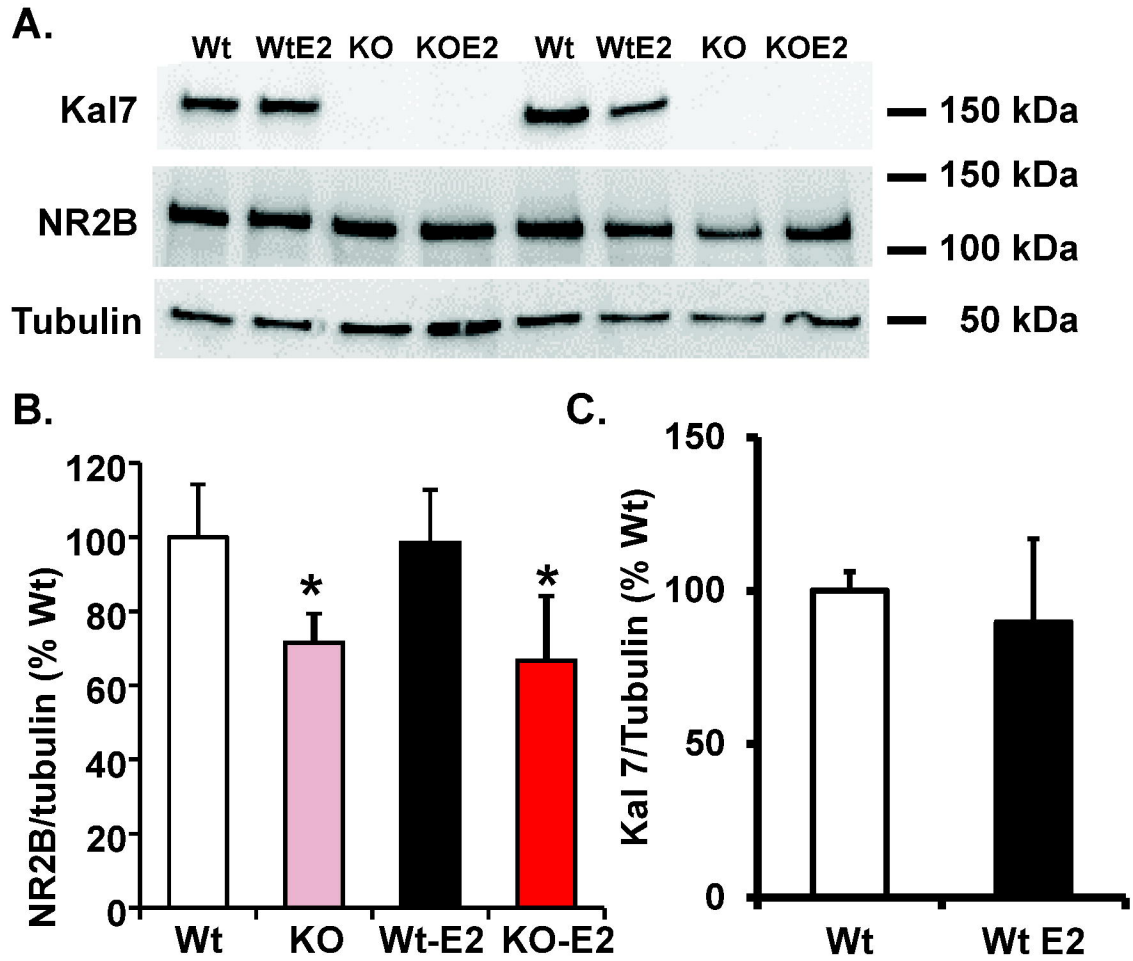 A.
Wt WtE2 KO KOE2 Wt WtE2 KO KOE2
Kal7
150 kDa
150 kDa
NR2B
100 kDa
Tubulin
50 kDa
B.
NR2B/tubulin (% Wt)
120
100
80
60
40
20
0
Wt KO Wt-E2 KO-E2
* *
C.
Kal 7/Tubulin (% Wt)
150
100
50
0
Wt Wt E2